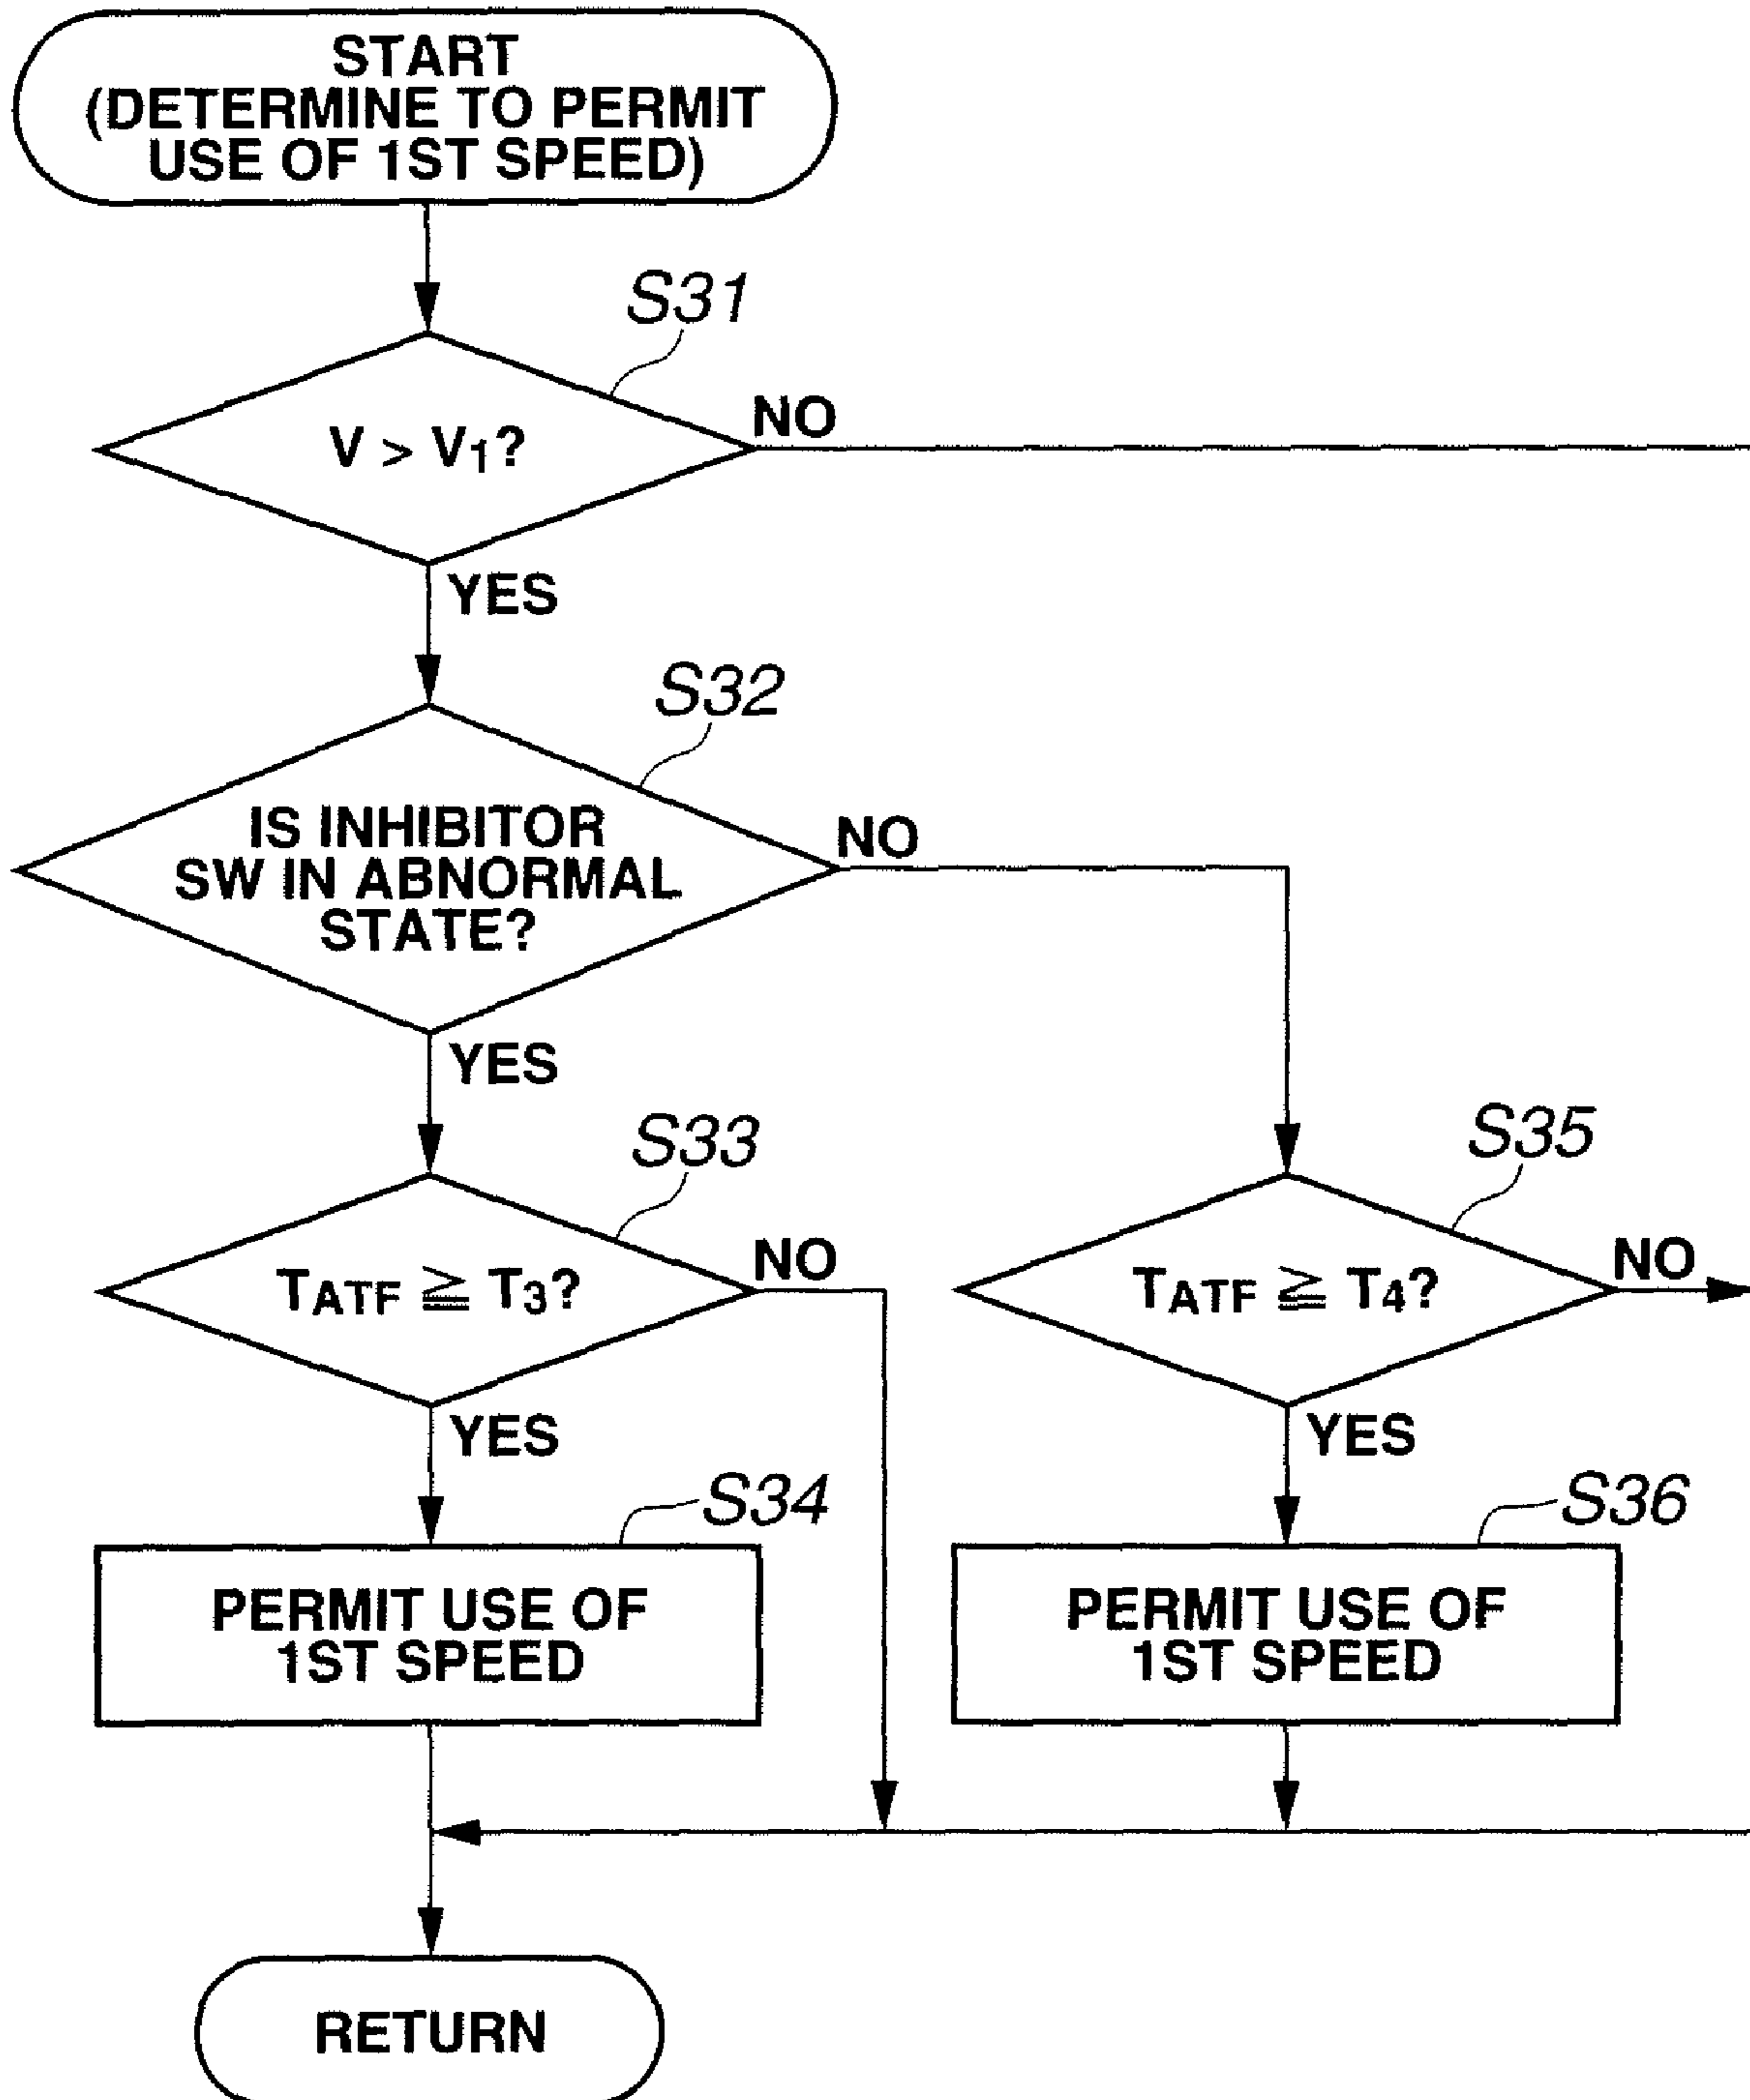 START
(DETERMINE TO PERMIT
USE OF 1ST SPEED)
S31
V > V1?
NO
YES
S32
IS INHIBITOR
SW IN ABNORMAL
STATE?
NO
YES
S33
TATF ≧ T3?
NO
YES
S35
TATF ≧ T4?
NO
YES
S34
PERMIT USE OF
1ST SPEED
S36
PERMIT USE OF
1ST SPEED
RETURN